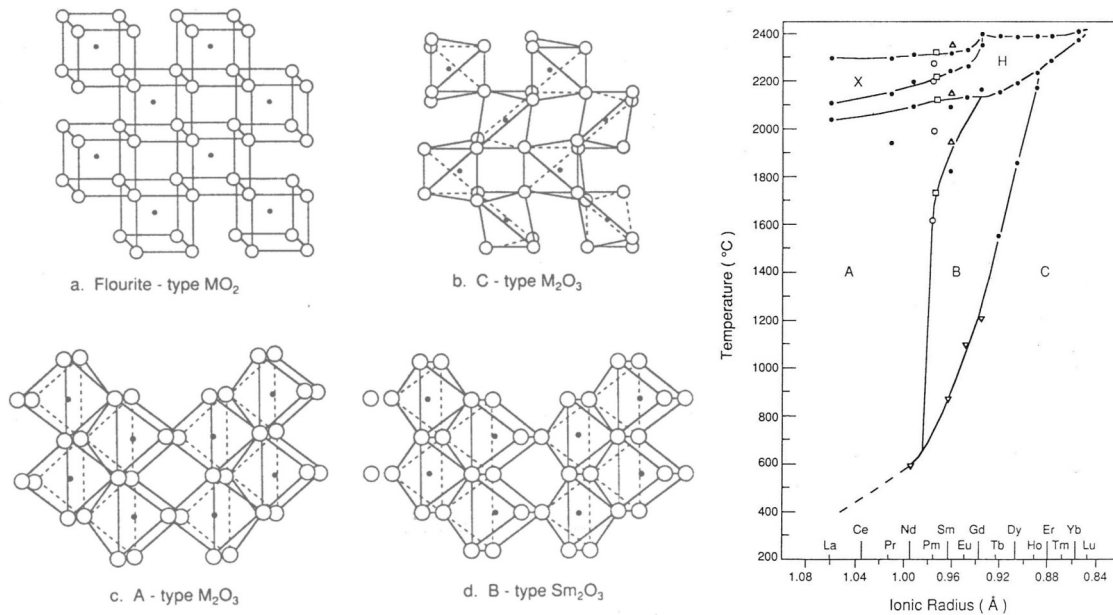 a. Flourite - type MO2
b. C - type M2O3
c. A - type M2O3
d. B - type Sm2O3
Temperature ( °C)
2400
2200
2000
1800
1600
1400
1200
1000
800
600
400
200
X
H
A
B
C
Ce Nd Sm Gd Dy Er Yb
La Pr Pm Eu Tb Ho Tm Lu
1.08 1.04 1.00 0.96 0.92 0.88 0.84
Ionic Radius ( Å )